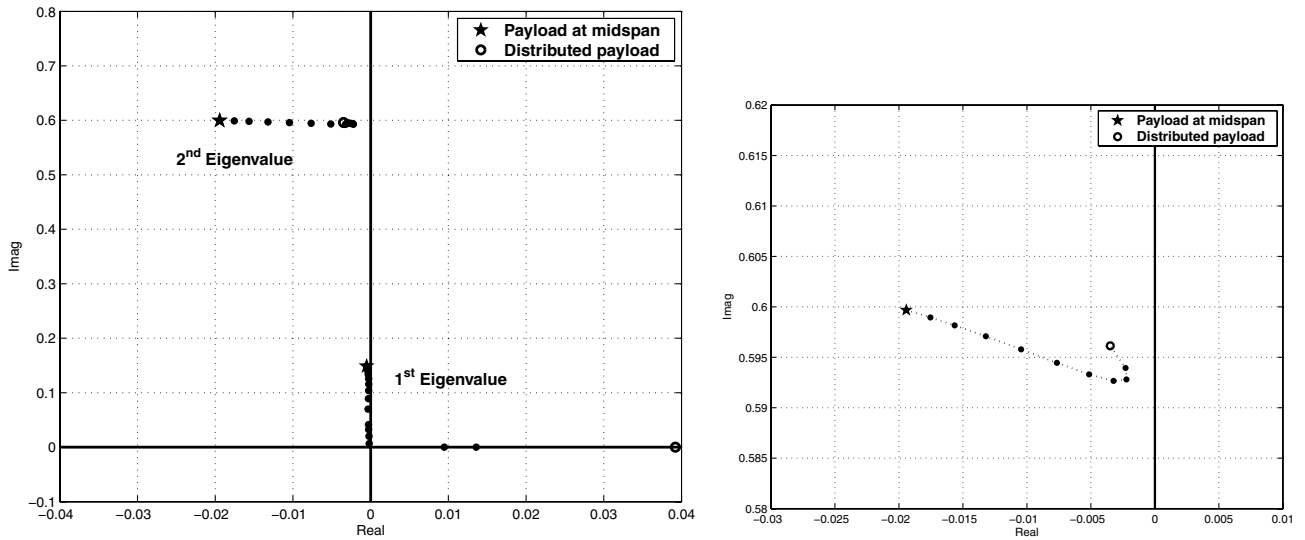 0.8
0.7
0.6
0.5
0.4
0.3
0.2
0.1
0
−0.1
Imag
★ Payload at midspan
o Distributed payload
2nd Eigenvalue
1st Eigenvalue
−0.04 −0.03 −0.02 −0.01 0 0.01 0.02 0.03 0.04
Real
0.62
0.615
0.61
0.605
0.6
0.595
0.59
0.585
0.58
Imag
★ Payload at midspan
o Distributed payload
−0.03 −0.025 −0.02 −0.015 −0.01 −0.005 0 0.005 0.01
Real